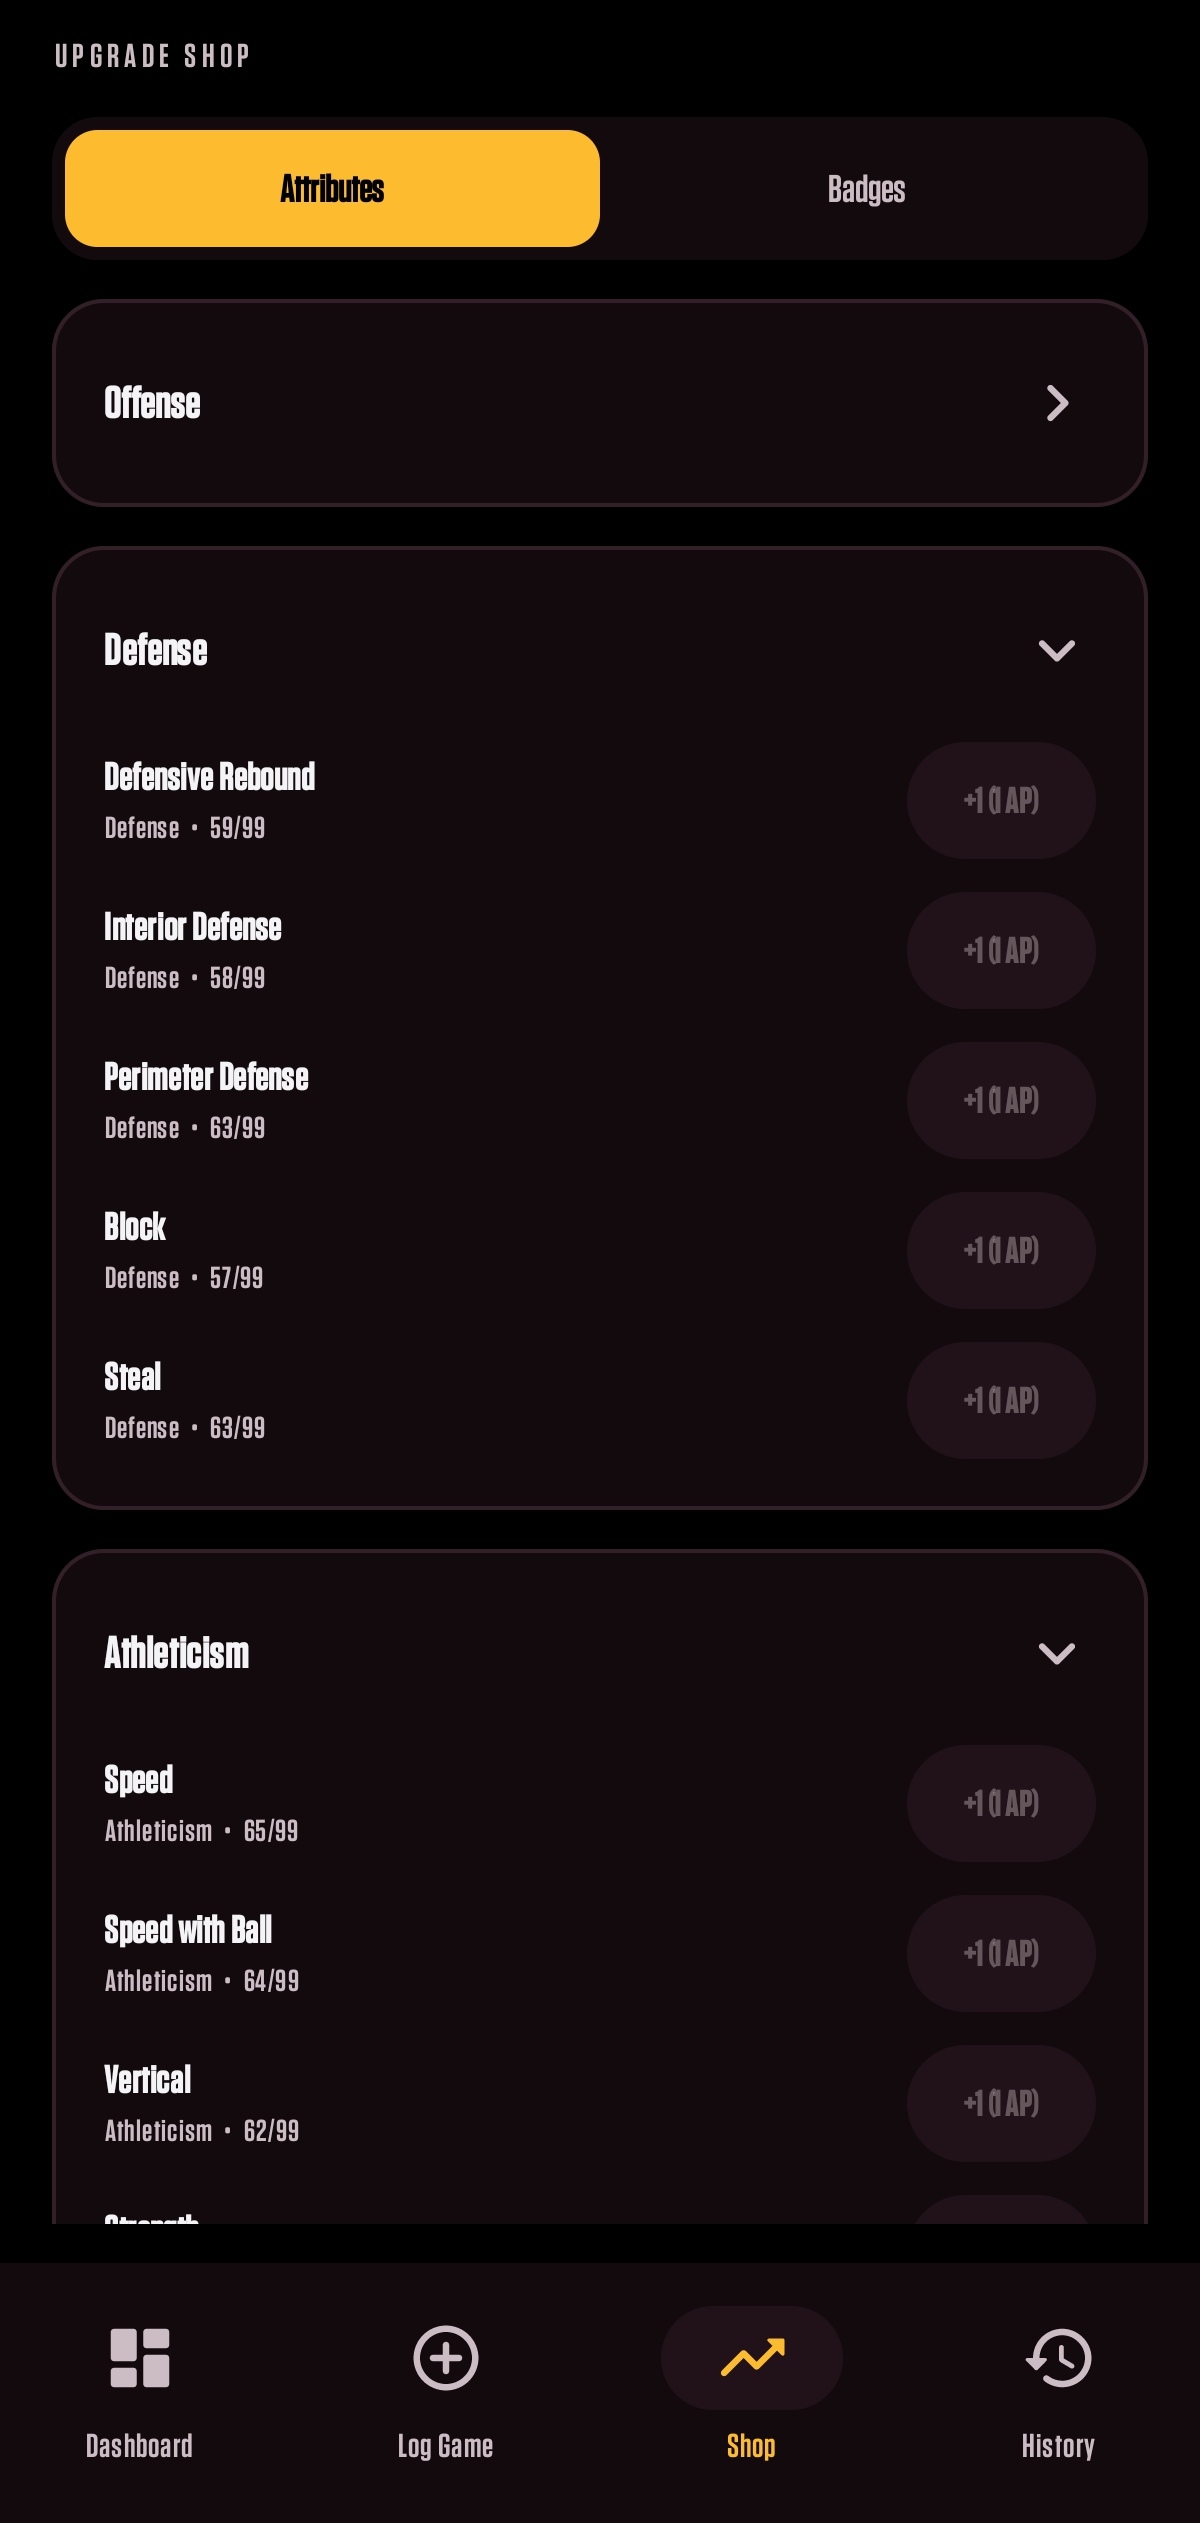 UPGRADE SHOP
Attributes
Badges
Offense
Defense
Defensive Rebound
+1 (1 AP)
Defense • 59/99
Interior Defense
+1 (1 AP)
Defense • 58/99
Perimeter Defense
+1 (1 AP)
Defense • 63/99
Block
+1 (1 AP)
Defense • 57/99
Steal
+1 (1 AP)
Defense • 63/99
Athleticism
Speed
+1 (1 AP)
Athleticism • 65/99
Speed with Ball
+1 (1 AP)
Athleticism • 64/99
Vertical
+1 (1 AP)
Athleticism • 62/99
Strength
Dashboard
Log Game
Shop
History